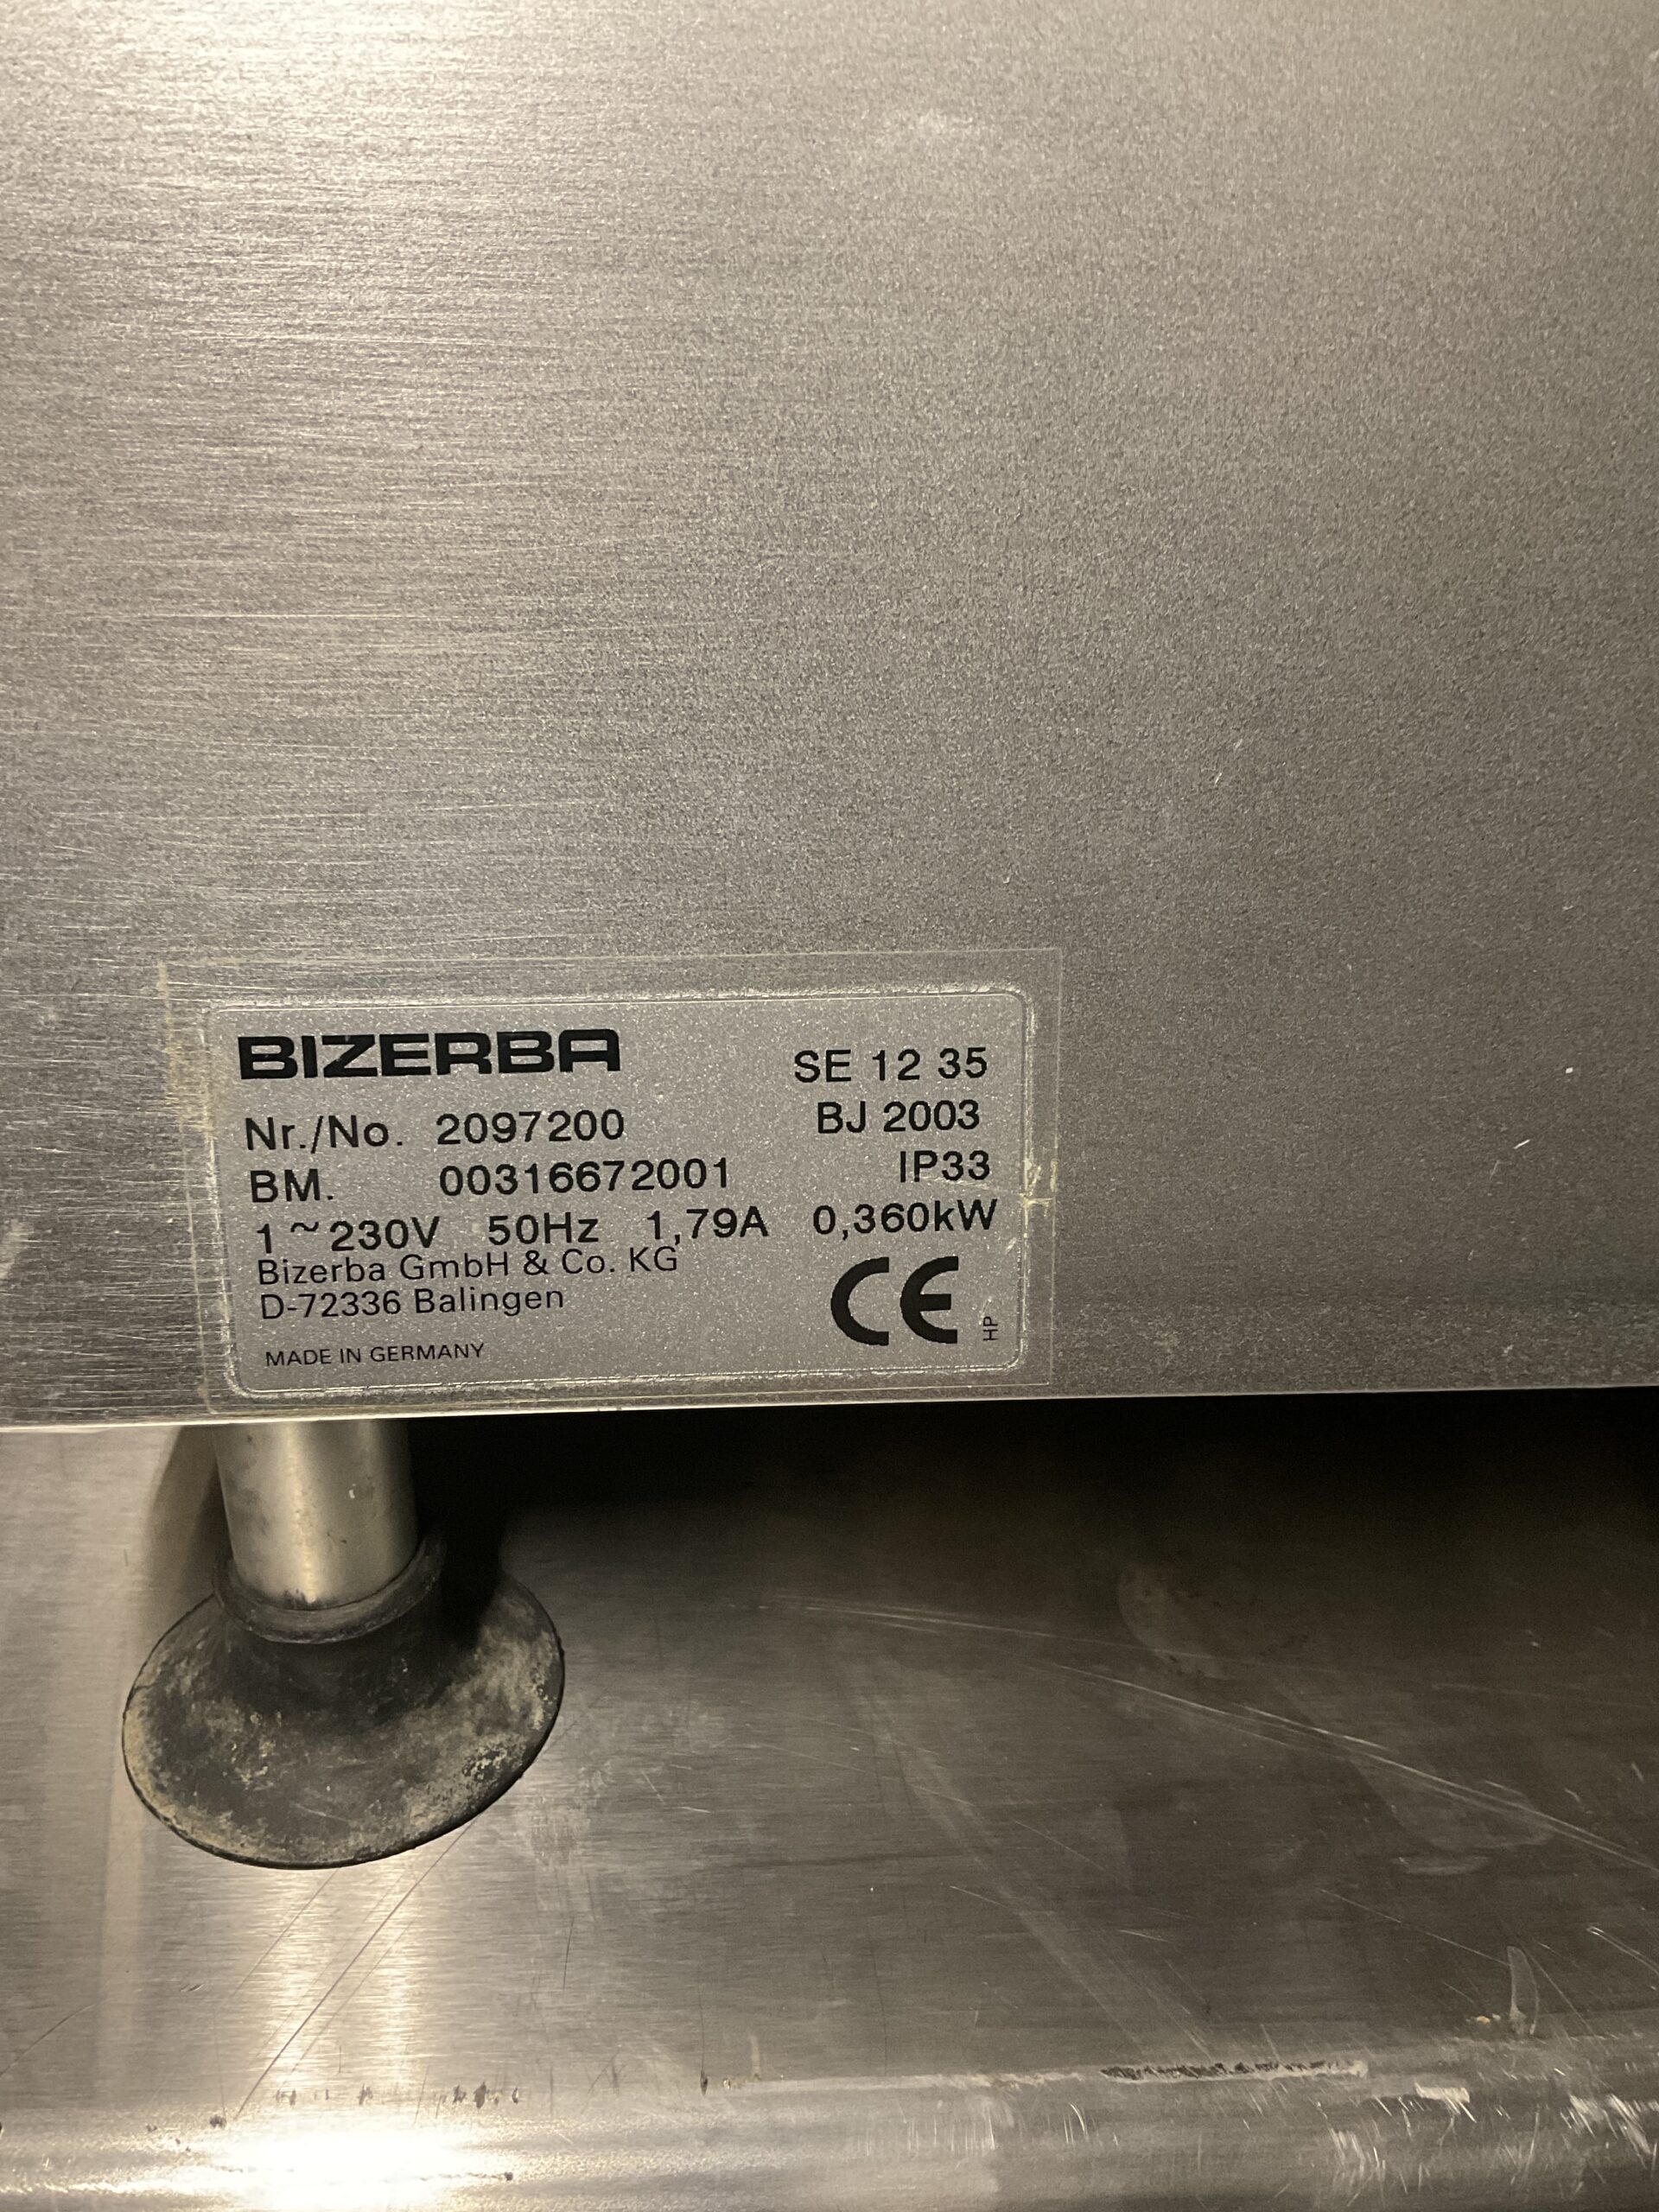 BIZERBA SE 12 35
Nr./No. 2097200 BJ 2003
BM. 00316672001 IP33
1~230V 50Hz 1,79A 0,360kW
Bizerba GmbH & Co. KG
D-72336 Balingen
CE HP
MADE IN GERMANY